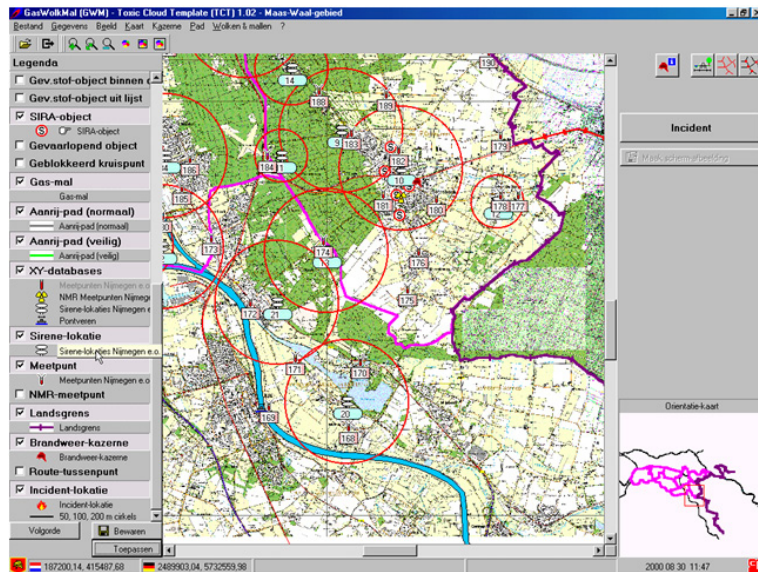 GasWolkMal (GWM) - Toxic Cloud Template (TCT) 1.02 - Maas-Waal-gebied
Bestand Gegevens Beeld Kaart Kazerne Pad Wolken & mallen ?
Legenda
Gev.stof-object binnen
Gev.stof-object uit lijst
SIRA-object
S SIRA-object
Gevaarlopend object
Geblokkeerd kruispunt
Gas-mal
Gas-mal
Aanrij-pad (normaal)
Aanrij-pad (normaal)
Aanrij-pad (veilig)
Aanrij-pad (veilig)
XY-databases
Meetpunten Nijmegen e.o
NMR Meetpunten Nijmegen
Sirene-lokaties Nijmegen e
Pontveren
Sirene-lokatie
Sirene-lokaties Nijmegen e.o.
Meetpunt
Meetpunten Nijmegen e.o
NMR-meetpunt
Landsgrens
Landsgrens
Brandweer-kazerne
Brandweer-kazerne
Route-tussenpunt
Incident-lokatie
Incident-lokatie
50, 100, 200 m cirkels
Volgorde
Bewaren
Toepassen
190
14
188
189
9
183
182
179
S
184
186
10
185
181
180
178
177
S
174
173
176
175
172
21
171
170
169
20
168
Incident
Maak schermafbeelding
Orientatie-kaart
187200,14, 415487,68
2489903,04, 5732559,98
2000 08 30 11:47